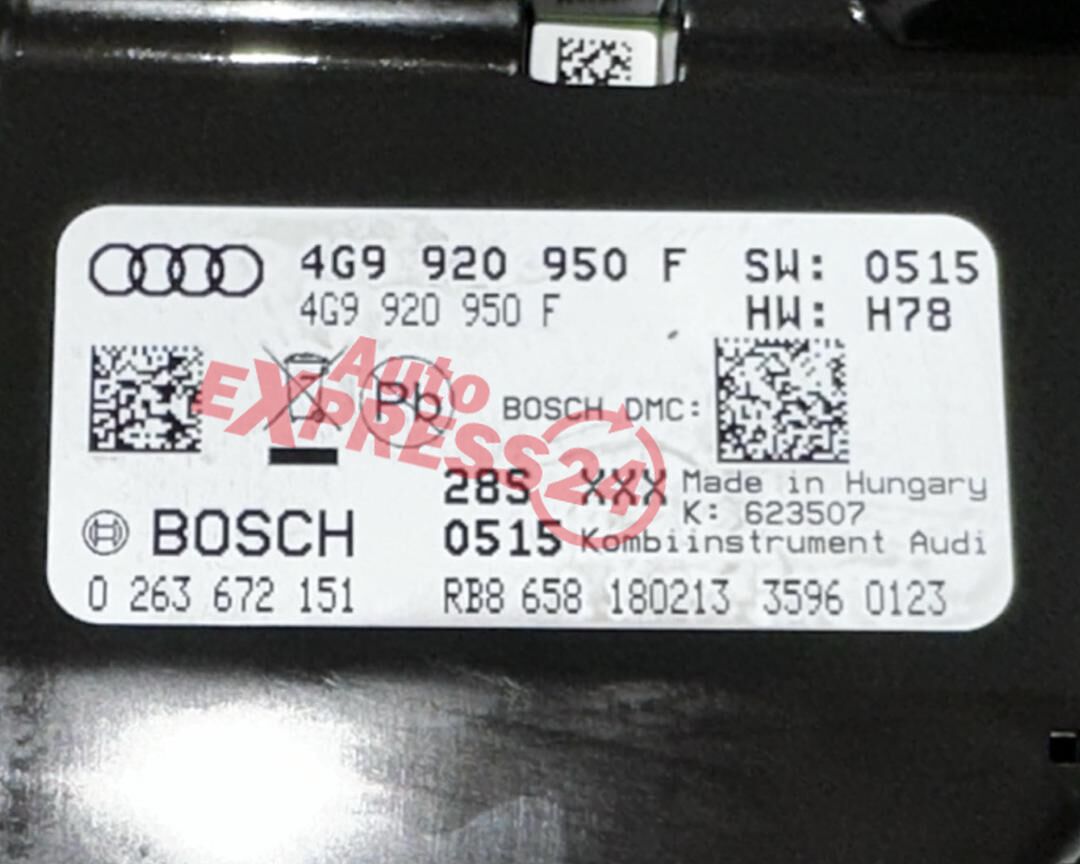 4G9 920 950 F SW: 0515
4G9 920 950 F HW: H78
Pb
BOSCH DMC:
Auto
EXPRESS24
28S XXX Made in Hungary
K: 623507
BOSCH 0515 Kombiinstrument Audi
0 263 672 151 RB8 658 180213 3596 0123